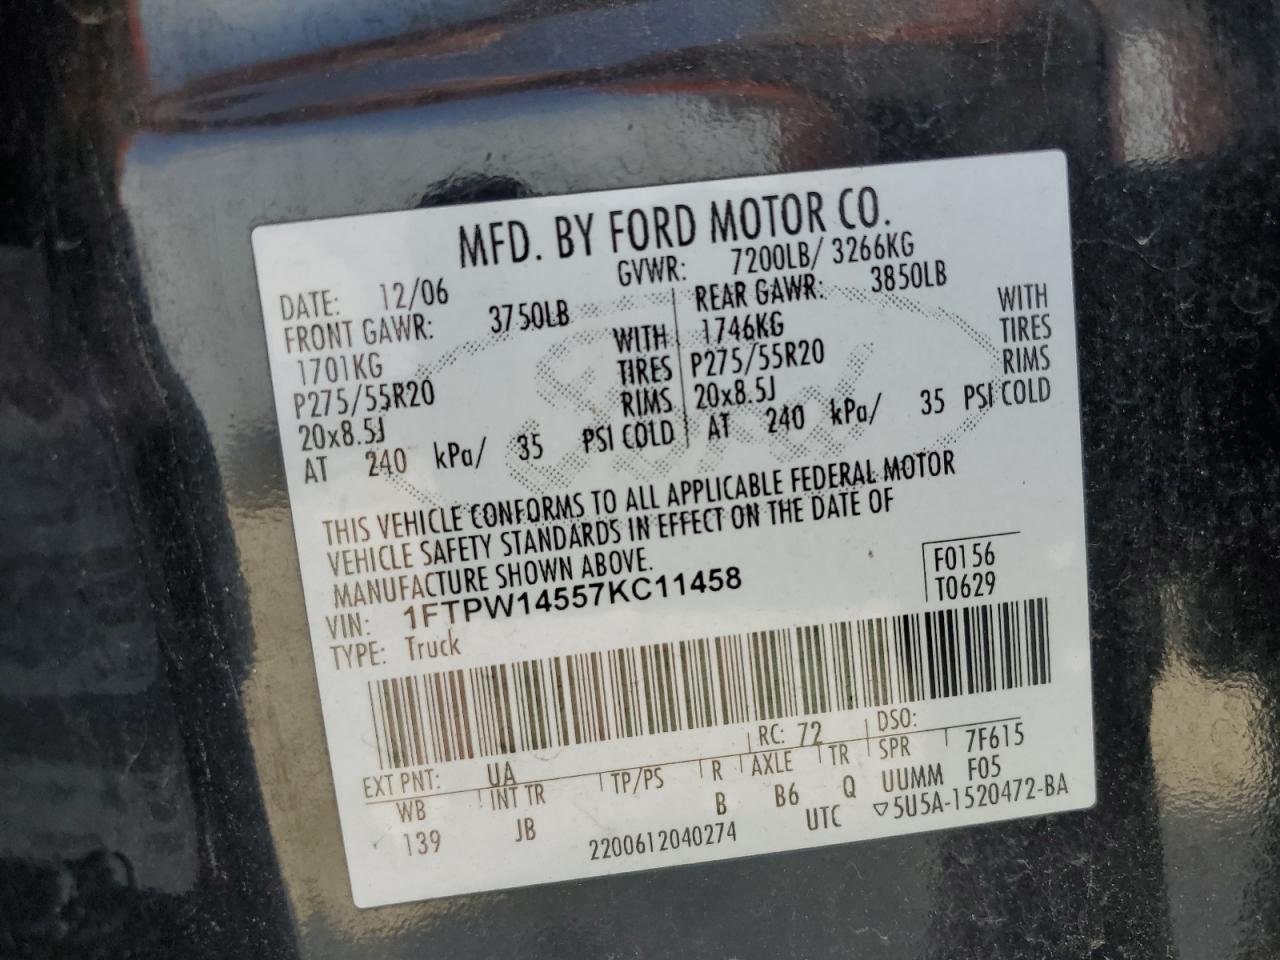 MFD. BY FORD MOTOR CO.
DATE: 12/06 GVWR: 7200LB/ 3266KG
FRONT GAWR: 3750LB REAR GAWR: 3850LB
1701KG WITH 1746KG WITH
P275/55R20 TIRES P275/55R20 TIRES
20x8.5J RIMS 20x8.5J RIMS
AT 240 kPa/ 35 PSI COLD AT 240 kPa/ 35 PSI COLD
THIS VEHICLE CONFORMS TO ALL APPLICABLE FEDERAL MOTOR
VEHICLE SAFETY STANDARDS IN EFFECT ON THE DATE OF
MANUFACTURE SHOWN ABOVE.
VIN: 1FTPW14557KC11458 F0156
TYPE: Truck T0629
EXT PNT: UA RC: 72 DSO:
WB INT TR TP/PS R AXLE TR SPR 7F615
139 JB B B6 Q UUMM F05
2200612040274 UTC ▽5U5A-1520472-BA